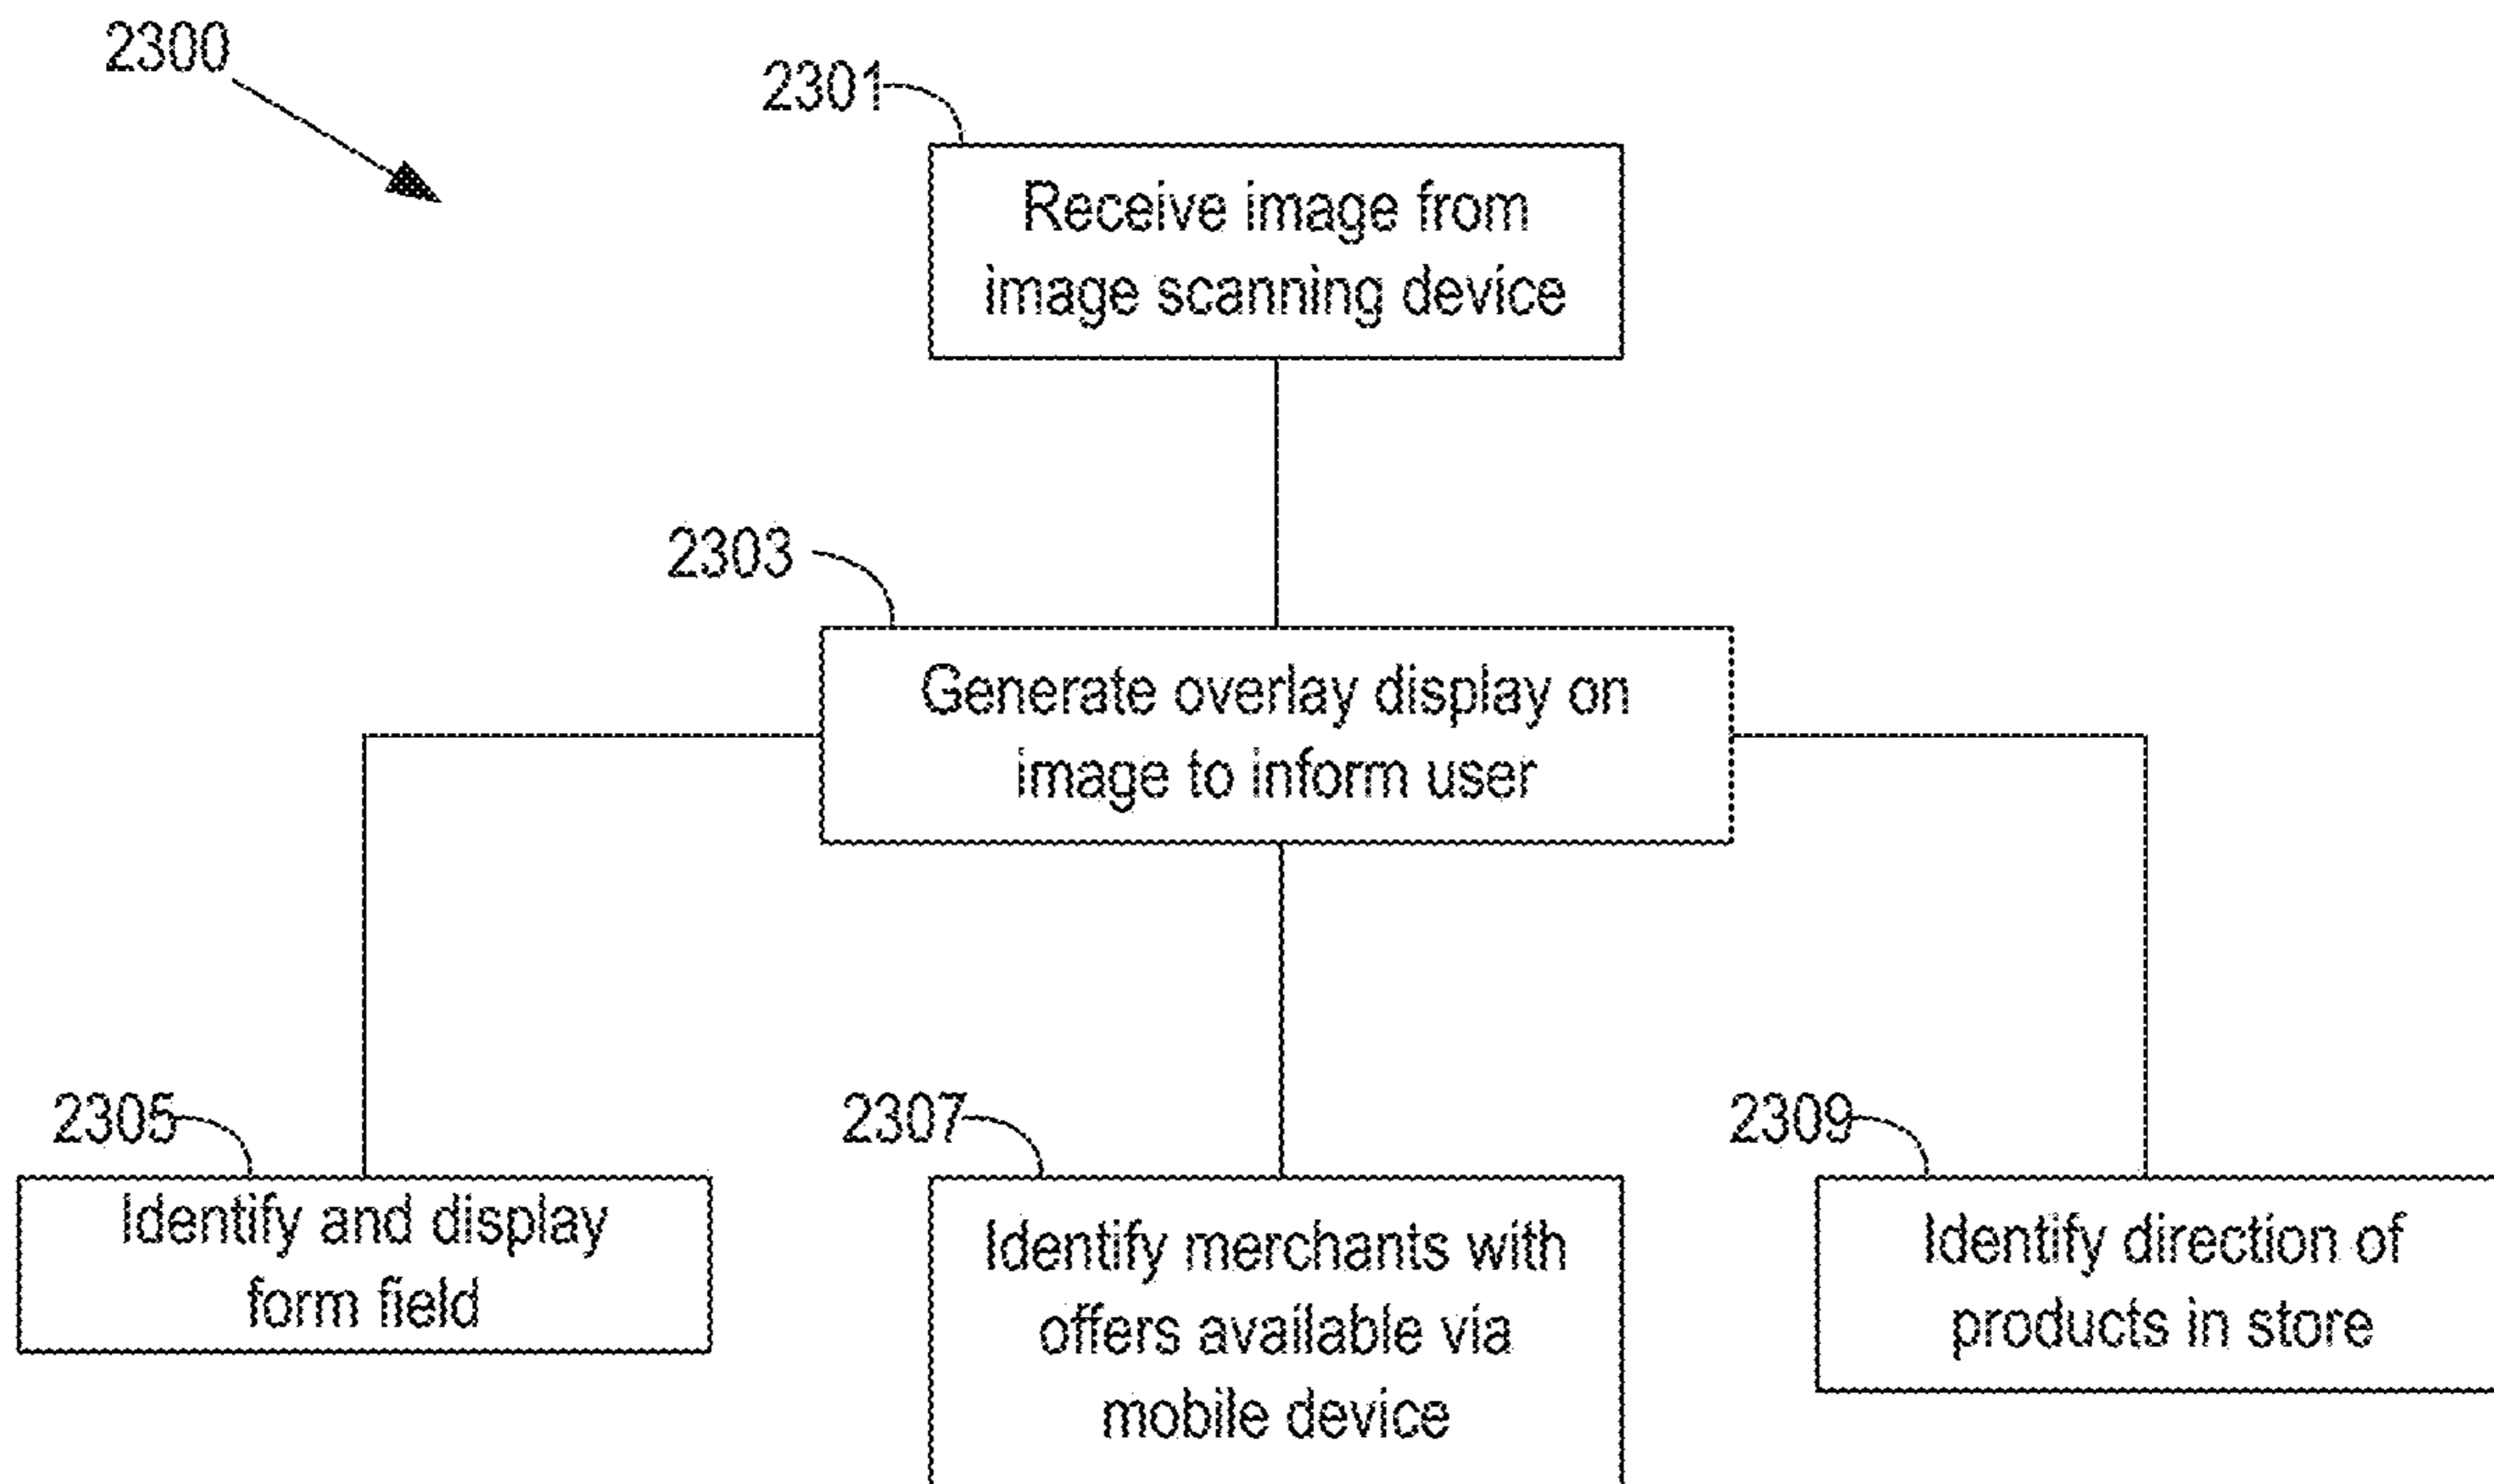 2300
2301
Receive image from
image scanning device
2303
Generate overlay display on
image to inform user
2305
Identify and display
form field
2307
Identify merchants with
offers available via
mobile device
2309
Identify direction of
products in store